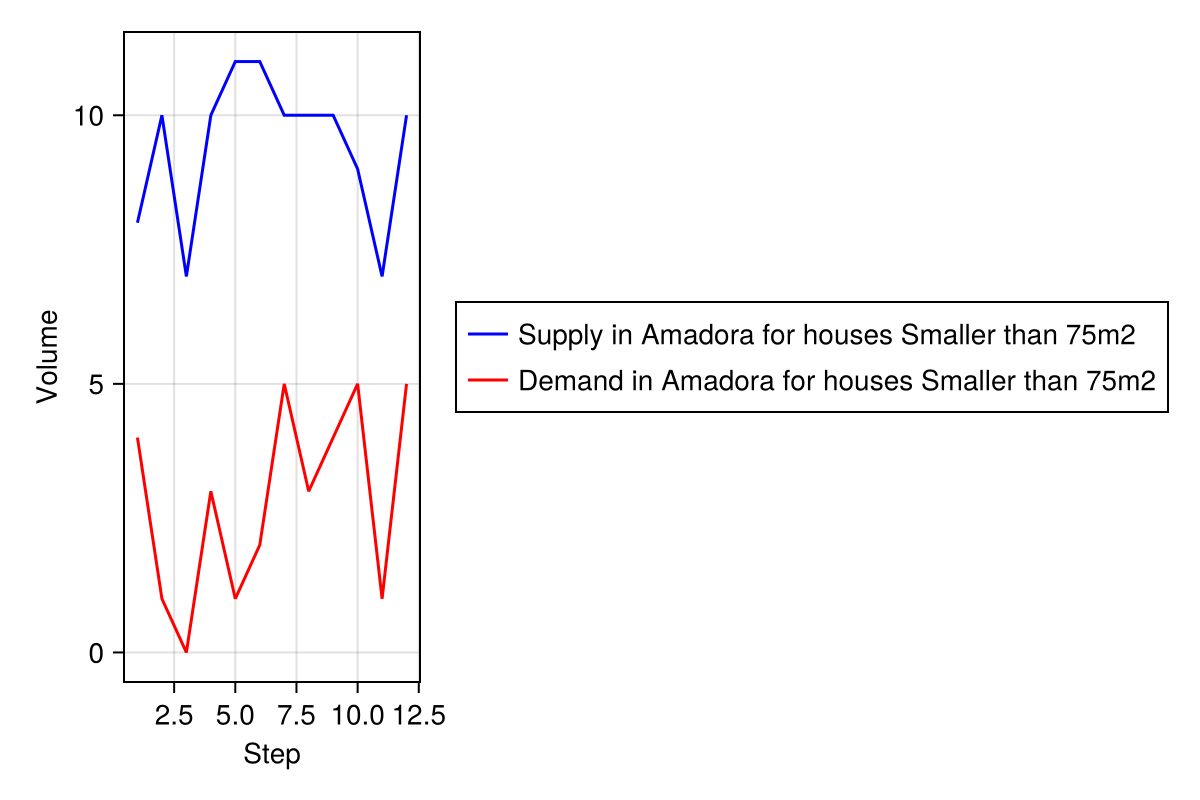 10
5
0
Volume
2.5 5.0 7.5 10.0 12.5
Step
Supply in Amadora for houses Smaller than 75m2
Demand in Amadora for houses Smaller than 75m2